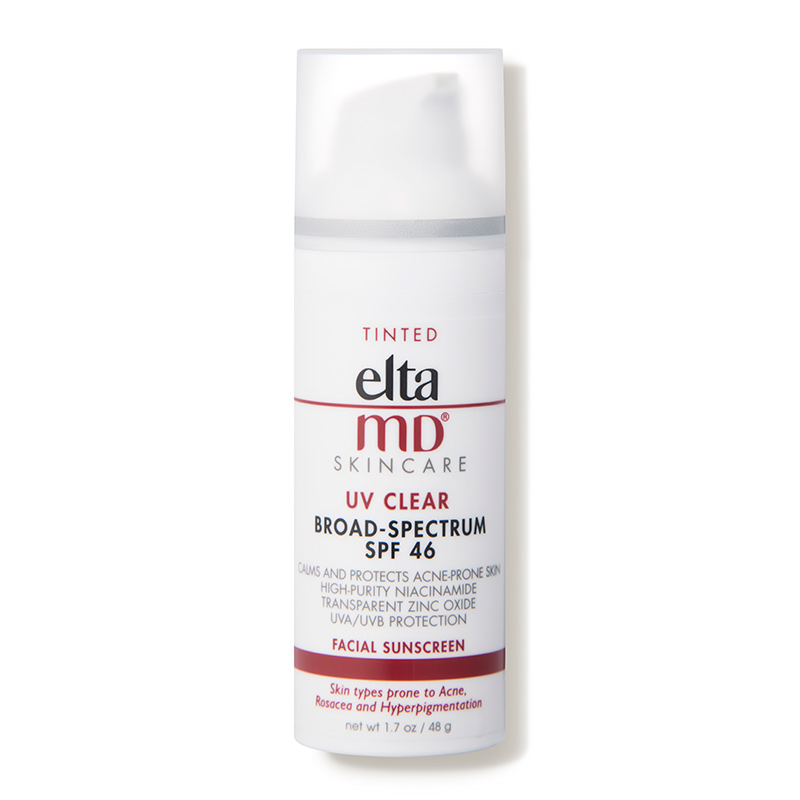 TINTED
elta
MD®
SKINCARE
UV CLEAR
BROAD-SPECTRUM
SPF 46
CALMS AND PROTECTS ACNE-PRONE SKIN
HIGH-PURITY NIACINAMIDE
TRANSPARENT ZINC OXIDE
UVA/UVB PROTECTION
FACIAL SUNSCREEN
Skin types prone to Acne,
Rosacea and Hyperpigmentation
net wt 1.7 oz / 48 g